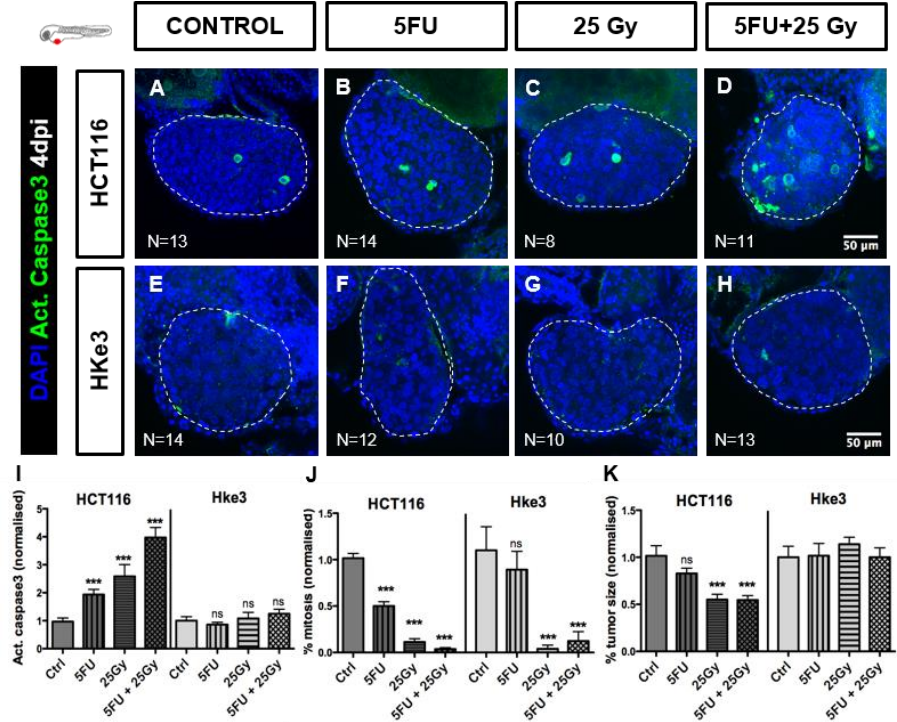 CONTROL
5FU
25 Gy
5FU+25 Gy
DAPI Act. Caspase3 4dpi
HCT116
A
N=13
B
N=14
C
N=8
D
N=11
50 µm
HKe3
E
N=14
F
N=12
G
N=10
H
N=13
50 µm
I
HCT116
Hke3
Act. caspase3 (normalised)
5
4
3
2
1
0
***
***
***
ns
ns
ns
Ctrl
5FU
25Gy
5FU + 25Gy
Ctrl
5FU
25Gy
5FU + 25Gy
J
HCT116
Hke3
% mitosis (normalised)
1.5
1.0
0.5
0.0
***
***
***
ns
***
***
Ctrl
5FU
25Gy
5FU + 25Gy
Ctrl
5FU
25Gy
5FU + 25Gy
K
HCT116
Hke3
% tumor size (normalised)
1.5
1.0
0.5
0.0
ns
***
***
Ctrl
5FU
25Gy
5FU + 25Gy
Ctrl
5FU
25Gy
5FU + 25Gy